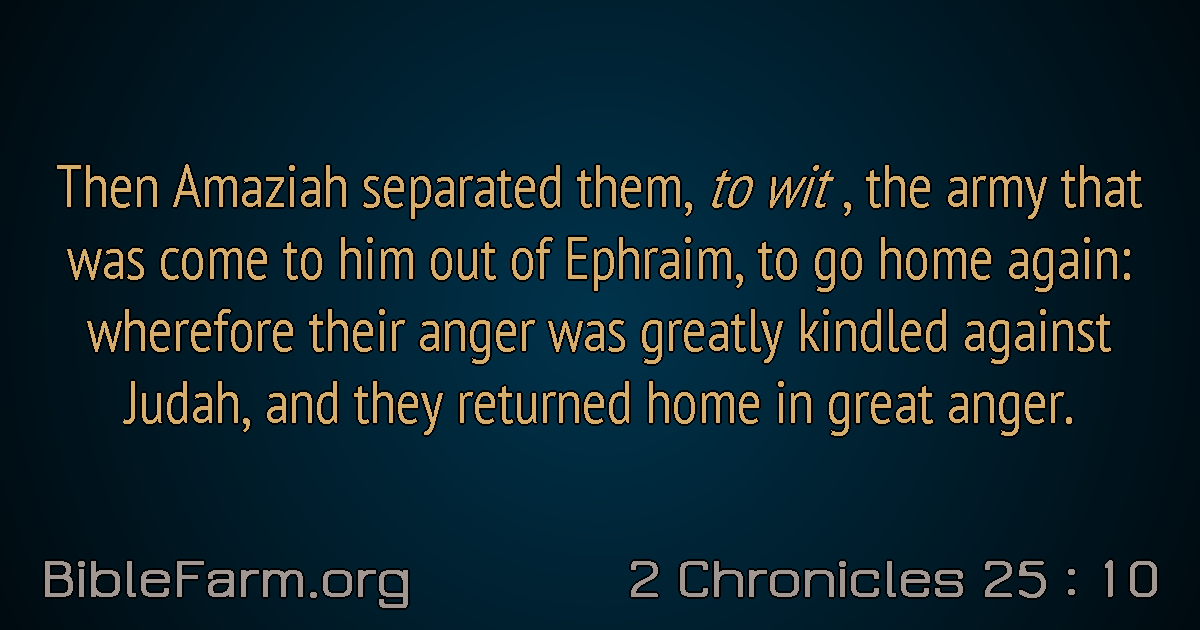 Then Amaziah separated them, to wit , the army that
was come to him out of Ephraim, to go home again:
wherefore their anger was greatly kindled against
Judah, and they returned home in great anger.
BibleFarm.org
2 Chronicles 25 : 10